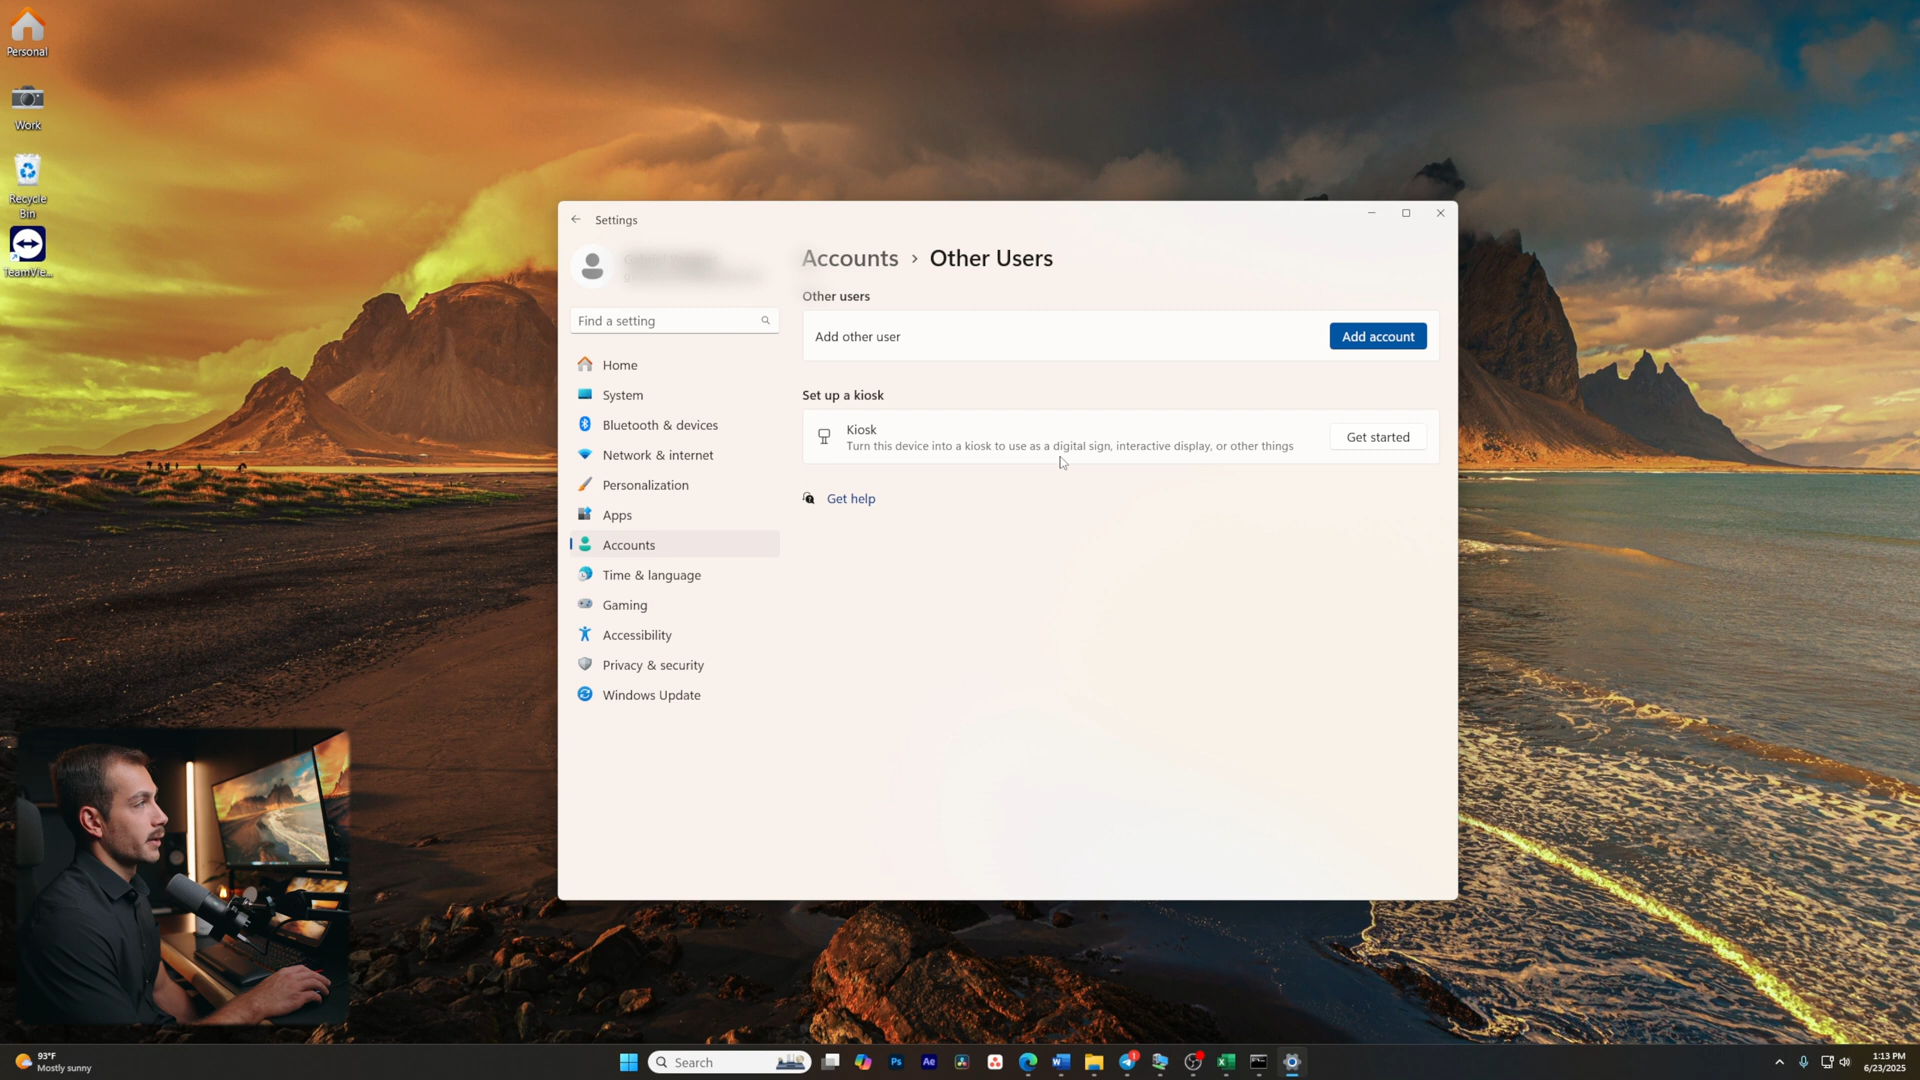 Personal
Work
Recycle
Bin
TeamVie...
Settings
Find a setting
Home
System
Bluetooth & devices
Network & internet
Personalization
Apps
Accounts
Time & language
Gaming
Accessibility
Privacy & security
Windows Update
Accounts › Other Users
Other users
Add other user
Add account
Set up a kiosk
Kiosk
Turn this device into a kiosk to use as a digital sign, interactive display, or other things
Get started
Get help
93°F
Mostly sunny
Search
Ps
Ae
1
1:13 PM
6/23/2025